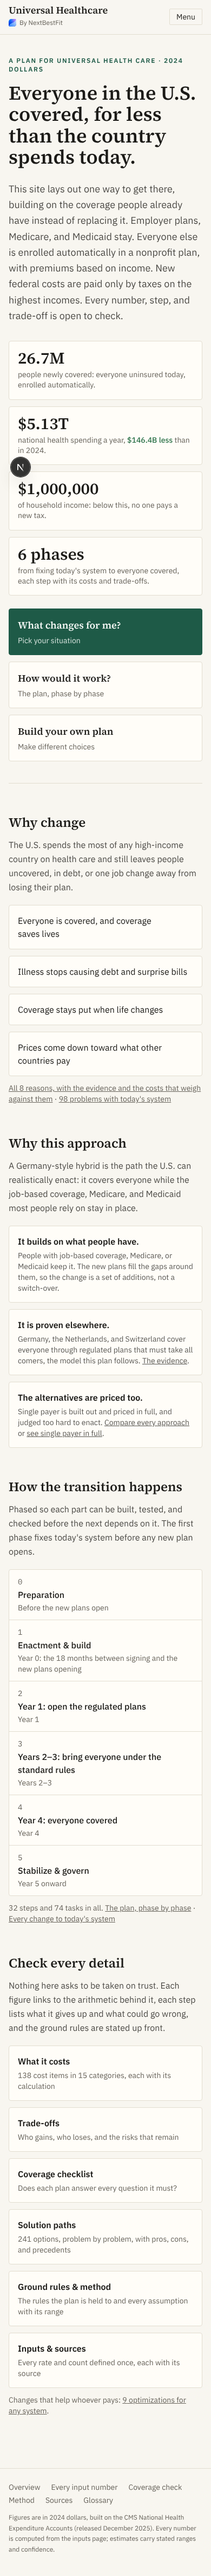 Universal Healthcare
By NextBestFit
Menu
A PLAN FOR UNIVERSAL HEALTH CARE · 2024
DOLLARS
Everyone in the U.S.
covered, for less
than the country
spends today.
This site lays out one way to get there,
building on the coverage people already
have instead of replacing it. Employer plans,
Medicare, and Medicaid stay. Everyone else
is enrolled automatically in a nonprofit plan,
with premiums based on income. New
federal costs are paid only by taxes on the
highest incomes. Every number, step, and
trade-off is open to check.
26.7M
people newly covered: everyone uninsured today,
enrolled automatically.
$5.13T
national health spending a year, $146.4B less than
in 2024.
N
$1,000,000
of household income: below this, no one pays a
new tax.
6 phases
from fixing today's system to everyone covered,
each step with its costs and trade-offs.
What changes for me?
Pick your situation
How would it work?
The plan, phase by phase
Build your own plan
Make different choices
Why change
The U.S. spends the most of any high-income
country on health care and still leaves people
uncovered, in debt, or one job away from
losing their plan.
Everyone is covered, and coverage
saves lives
Illness stops causing debt and surprise bills
Coverage stays put when life changes
Prices come down toward what other
countries pay
All 8 reasons, with the evidence and the costs that weigh
against them · 98 problems with today's system
Why this approach
A Germany-style hybrid is the path the U.S. can
realistically enact: it covers everyone while the
job-based coverage, Medicare, and Medicaid
most people rely on stay in place.
It builds on what people have.
People with job-based coverage, Medicare, or
Medicaid keep it. The new plans fill the gaps around
them, so the change is a set of additions, not a
switch-over.
It is proven elsewhere.
Germany, the Netherlands, and Switzerland cover
everyone through regulated plans that must take all
comers, the model this plan follows. The evidence.
The alternatives are priced too.
Single payer is built out and priced in full, and
judged too hard to enact. Compare every approach
or see single payer in full.
How the transition happens
Phased so each part can be built, tested, and
checked before the next depends on it. The first
phase fixes today's system before any new plan
opens.
0
Preparation
Before the new plans open
1
Enactment & build
Year 0: the 18 months between signing and the
new plans opening
2
Year 1: open the regulated plans
Year 1
3
Years 2–3: bring everyone under the
standard rules
Years 2–3
4
Year 4: everyone covered
Year 4
5
Stabilize & govern
Year 5 onward
32 steps and 74 tasks in all. The plan, phase by phase ·
Every change to today's system
Check every detail
Nothing here asks to be taken on trust. Each
figure links to the arithmetic behind it, each step
lists what it gives up and what could go wrong,
and the ground rules are stated up front.
What it costs
138 cost items in 15 categories, each with its
calculation
Trade-offs
Who gains, who loses, and the risks that remain
Coverage checklist
Does each plan answer every question it must?
Solution paths
241 options, problem by problem, with pros, cons,
and precedents
Ground rules & method
The rules the plan is held to and every assumption
with its range
Inputs & sources
Every rate and count defined once, each with its
source
Changes that help whoever pays: 9 optimizations for
any system.
Overview Every input number Coverage check
Method Sources Glossary
Figures are in 2024 dollars, built on the CMS National Health
Expenditure Accounts (released December 2025). Every number
is computed from the inputs page; estimates carry stated ranges
and confidence.